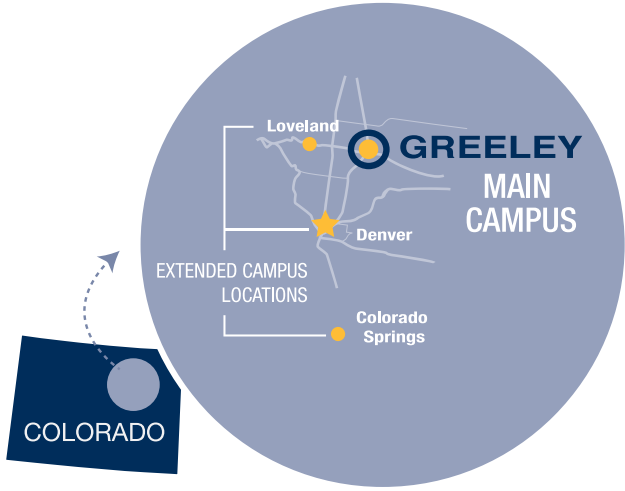 Loveland
GREELEY
MAIN
CAMPUS
Denver
EXTENDED CAMPUS
LOCATIONS
Colorado
Springs
COLORADO